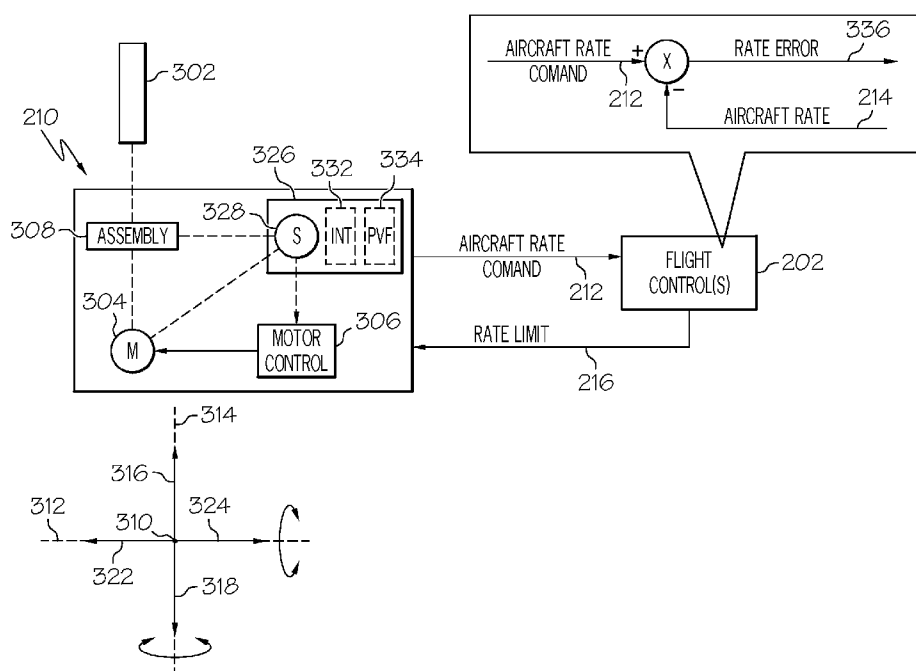 AIRCRAFT RATE
COMAND
+
X
−
RATE ERROR
336
212
AIRCRAFT RATE
214
302
210
326
332
334
328
S
INT
PVF
308
ASSEMBLY
AIRCRAFT RATE
COMAND
212
FLIGHT
CONTROL(S)
202
304
M
306
MOTOR
CONTROL
RATE LIMIT
216
314
316
312
310
324
322
318